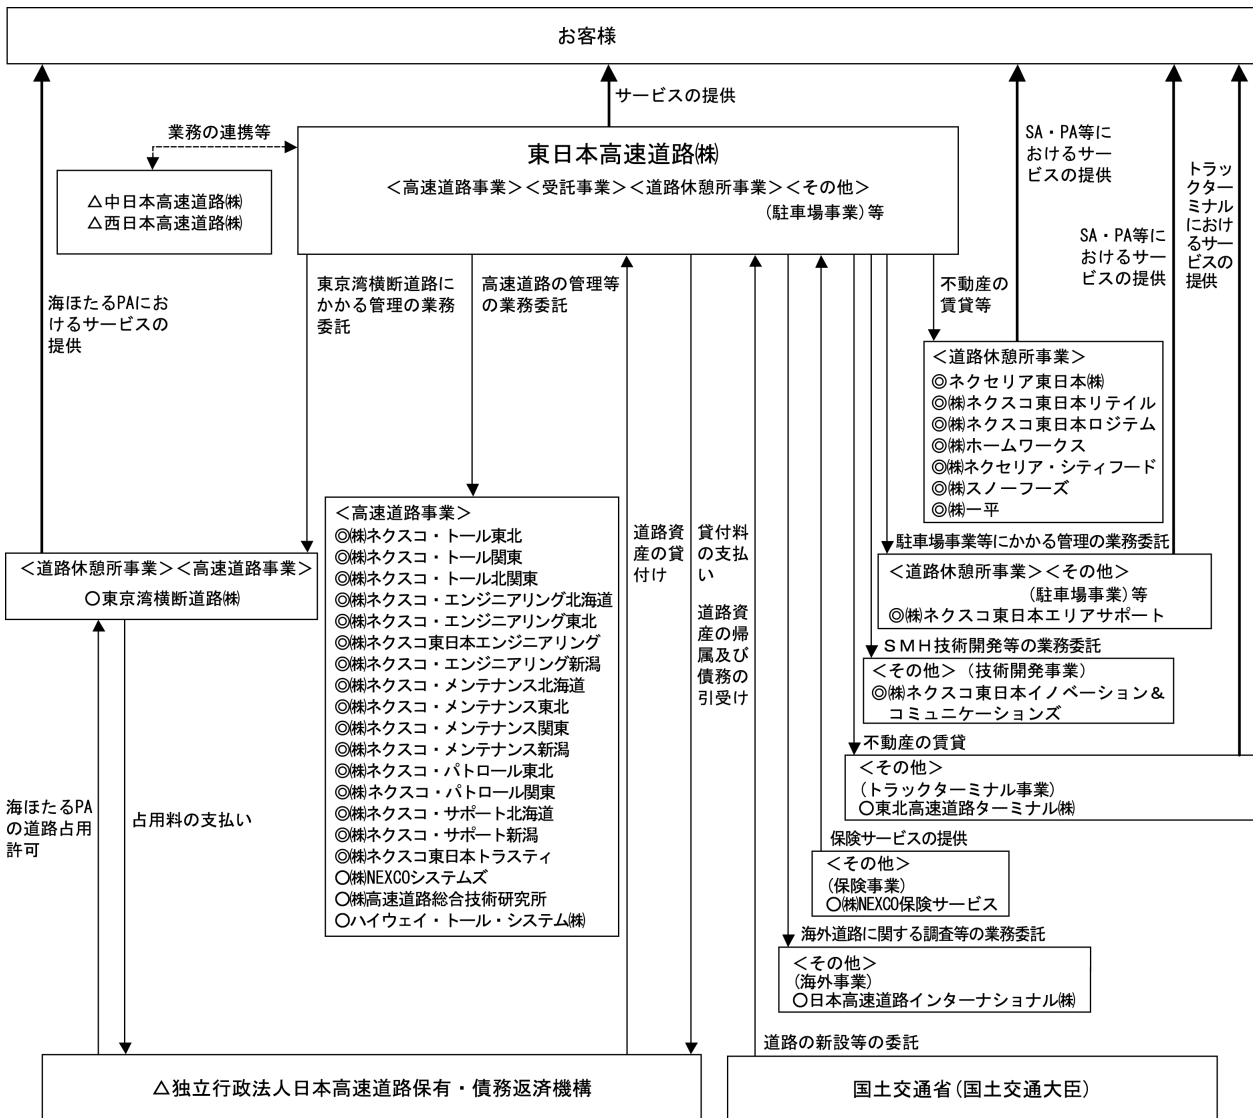 お客様
サービスの提供
業務の連携等
東日本高速道路㈱
＜高速道路事業＞＜受託事業＞＜道路休憩所事業＞＜その他＞
(駐車場事業)等
△中日本高速道路㈱
△西日本高速道路㈱
SA・PA等に
おけるサー
ビスの提供
SA・PA等に
おけるサー
ビスの提供
トラッ
クター
ミナル
におけ
るサー
ビスの
提供
海ほたるPAにお
けるサービスの
提供
東京湾横断道路に
かかる管理の業務
委託
高速道路の管理等
の業務委託
不動産の
賃貸等
＜道路休憩所事業＞
◎ネクセリア東日本㈱
◎㈱ネクスコ東日本リテイル
◎㈱ネクスコ東日本ロジテム
◎㈱ホームワークス
◎㈱ネクセリア・シティフード
◎㈱スノーフーズ
◎㈱一平
＜高速道路事業＞
◎㈱ネクスコ・トール東北
◎㈱ネクスコ・トール関東
◎㈱ネクスコ・トール北関東
◎㈱ネクスコ・エンジニアリング北海道
◎㈱ネクスコ・エンジニアリング東北
◎㈱ネクスコ東日本エンジニアリング
◎㈱ネクスコ・エンジニアリング新潟
◎㈱ネクスコ・メンテナンス北海道
◎㈱ネクスコ・メンテナンス東北
◎㈱ネクスコ・メンテナンス関東
◎㈱ネクスコ・メンテナンス新潟
◎㈱ネクスコ・パトロール東北
◎㈱ネクスコ・パトロール関東
◎㈱ネクスコ・サポート北海道
◎㈱ネクスコ・サポート新潟
◎㈱ネクスコ東日本トラスティ
○㈱NEXCOシステムズ
○㈱高速道路総合技術研究所
○ハイウェイ・トール・システム㈱
道路資
産の貸
付け
貸付料
の支払
い
道路資
産の帰
属及び
債務の
引受け
駐車場事業等にかかる管理の業務委託
＜道路休憩所事業＞＜その他＞
(駐車場事業)等
◎㈱ネクスコ東日本エリアサポート
ＳＭＨ技術開発等の業務委託
＜その他＞(技術開発事業)
◎㈱ネクスコ東日本イノベーション＆
コミュニケーションズ
不動産の賃貸
＜その他＞
(トラックターミナル事業)
○東北高速道路ターミナル㈱
保険サービスの提供
＜その他＞
(保険事業)
○㈱NEXCO保険サービス
海外道路に関する調査等の業務委託
＜その他＞
(海外事業)
○日本高速道路インターナショナル㈱
＜道路休憩所事業＞＜高速道路事業＞
○東京湾横断道路㈱
海ほたるPA
の道路占用
許可
占用料の支払い
道路の新設等の委託
△独立行政法人日本高速道路保有・債務返済機構
国土交通省(国土交通大臣)